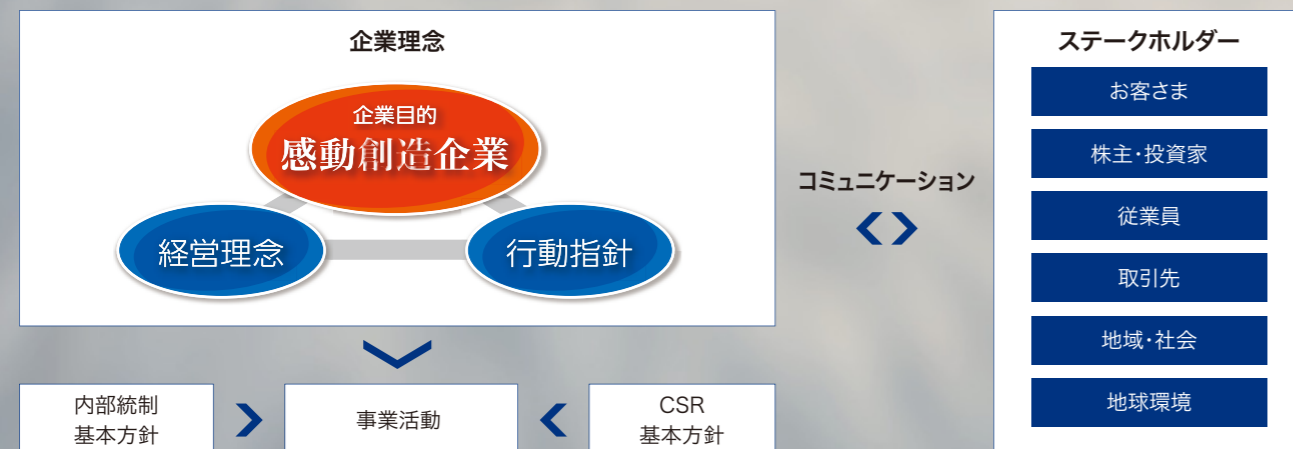 企業理念
企業目的
感動創造企業
経営理念
行動指針
コミュニケーション
ステークホルダー
お客さま
株主・投資家
従業員
取引先
地域・社会
地球環境
内部統制
基本方針
事業活動
CSR
基本方針